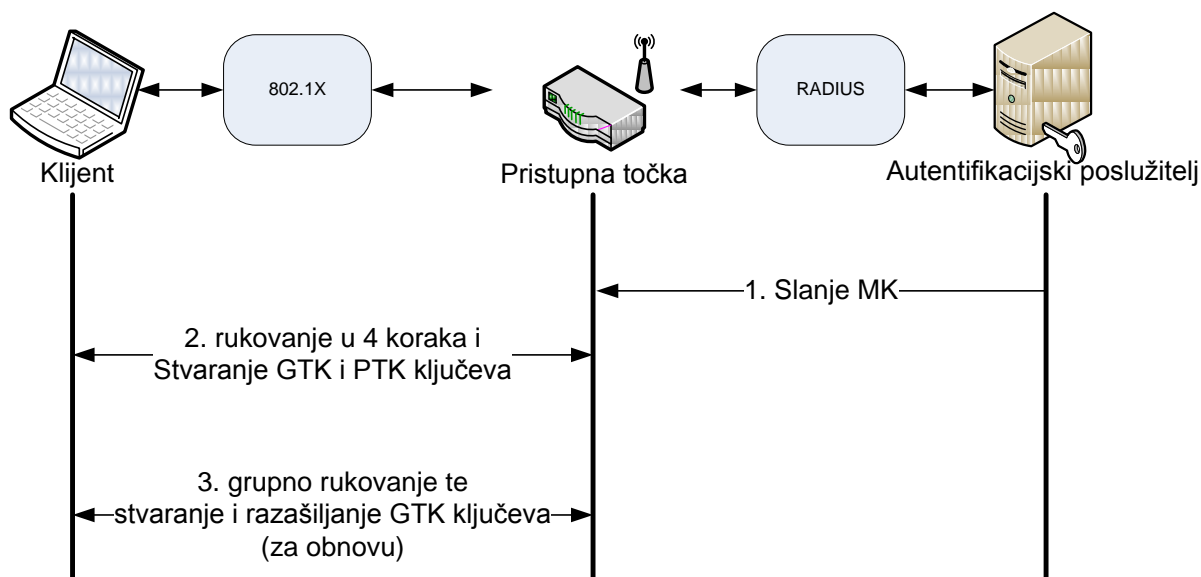 802.1X
RADIUS
Klijent
Pristupna točka
Autentifikacijski poslužitelj
1. Slanje MK
2. rukovanje u 4 koraka i
Stvaranje GTK i PTK ključeva
3. grupno rukovanje te
stvaranje i razašiljanje GTK ključeva
(za obnovu)